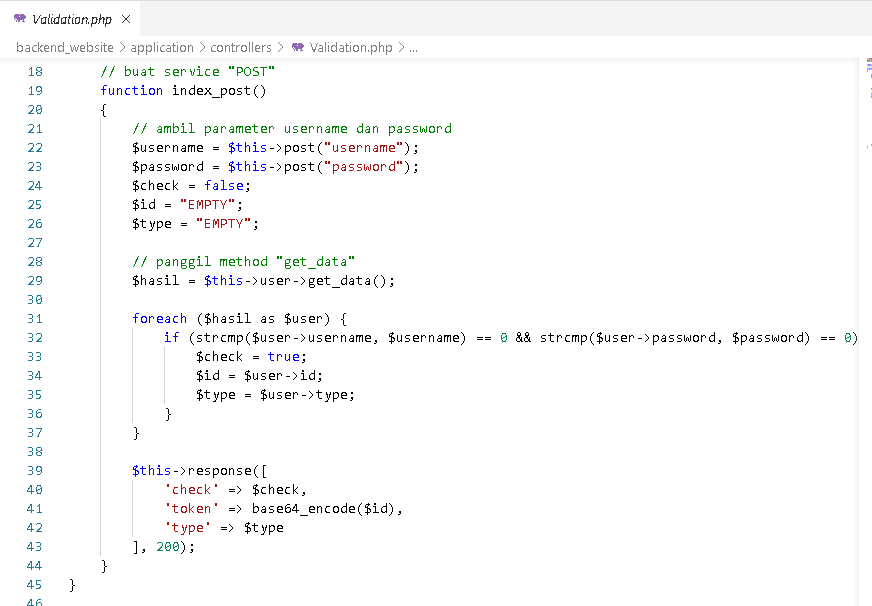 Validation.php ×
backend_website > application > controllers > Validation.php > ...
18 // buat service "POST"
19 function index_post()
20 {
21 // ambil parameter username dan password
22 $username = $this->post("username");
23 $password = $this->post("password");
24 $check = false;
25 $id = "EMPTY";
26 $type = "EMPTY";
27
28 // panggil method "get_data"
29 $hasil = $this->user->get_data();
30
31 foreach ($hasil as $user) {
32 if (strcmp($user->username, $username) == 0 && strcmp($user->password, $password) == 0)
33 $check = true;
34 $id = $user->id;
35 $type = $user->type;
36 }
37 }
38
39 $this->response([
40 'check' => $check,
41 'token' => base64_encode($id),
42 'type' => $type
43 ], 200);
44 }
45 }
46